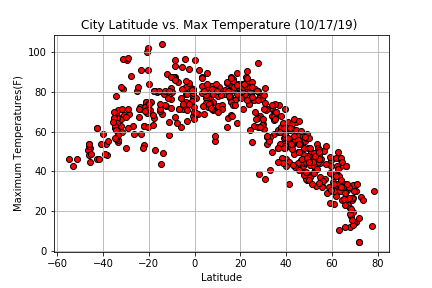 City Latitude vs. Max Temperature (10/17/19)
Maximum Temperatures(F)
100
80
60
40
20
0
−60 −40 −20 0 20 40 60 80
Latitude